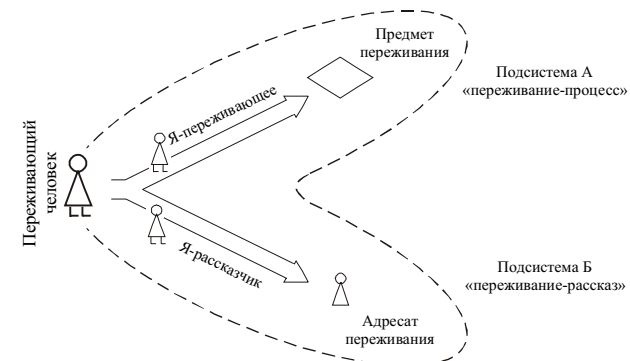 Предмет
переживания
Подсистема А
«переживание-процесс»
Я-переживающее
Переживающий
человек
Я-рассказчик
Подсистема Б
«переживание-рассказ»
Адресат
переживания